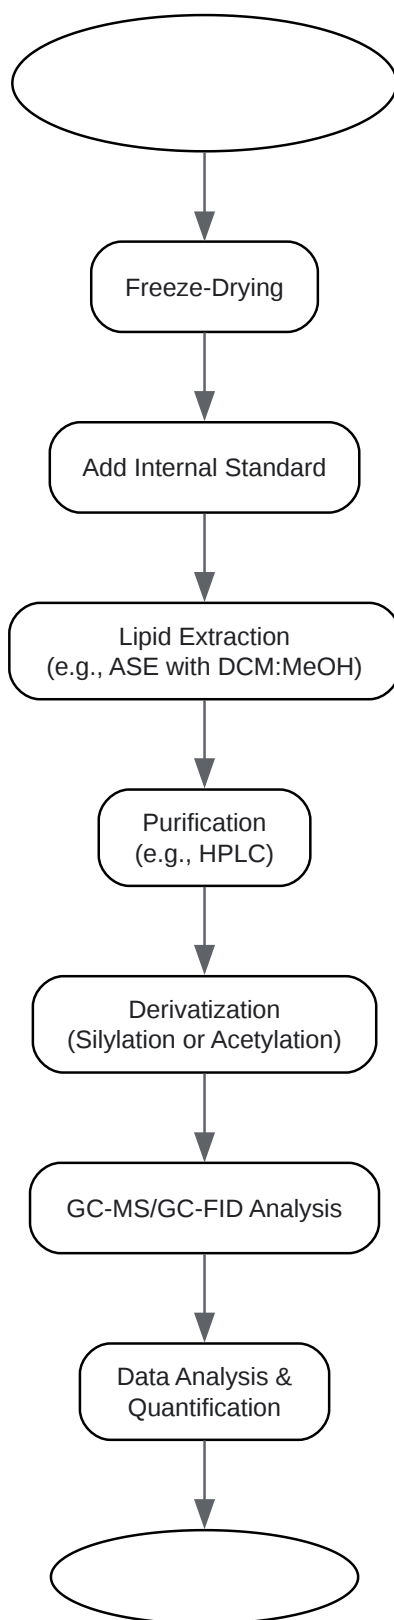 Freeze-Drying
Add Internal Standard
Lipid Extraction
(e.g., ASE with DCM:MeOH)
Purification
(e.g., HPLC)
Derivatization
(Silylation or Acetylation)
GC-MS/GC-FID Analysis
Data Analysis &
Quantification